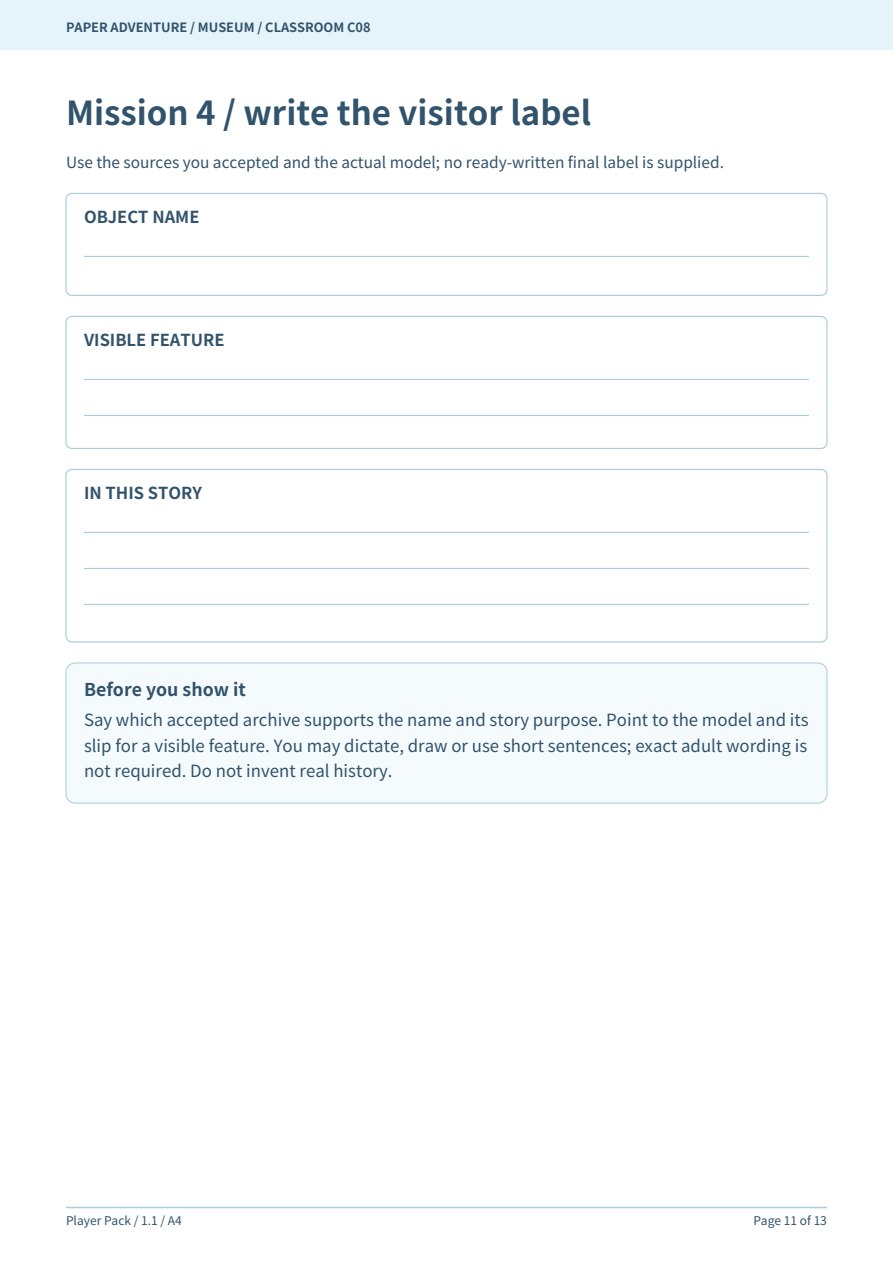 PAPER ADVENTURE / MUSEUM / CLASSROOM C08
Mission 4 / write the visitor label
Use the sources you accepted and the actual model; no ready-written final label is supplied.
OBJECT NAME
VISIBLE FEATURE
IN THIS STORY
Before you show it
Say which accepted archive supports the name and story purpose. Point to the model and its
slip for a visible feature. You may dictate, draw or use short sentences; exact adult wording is
not required. Do not invent real history.
Player Pack / 1.1 / A4
Page 11 of 13